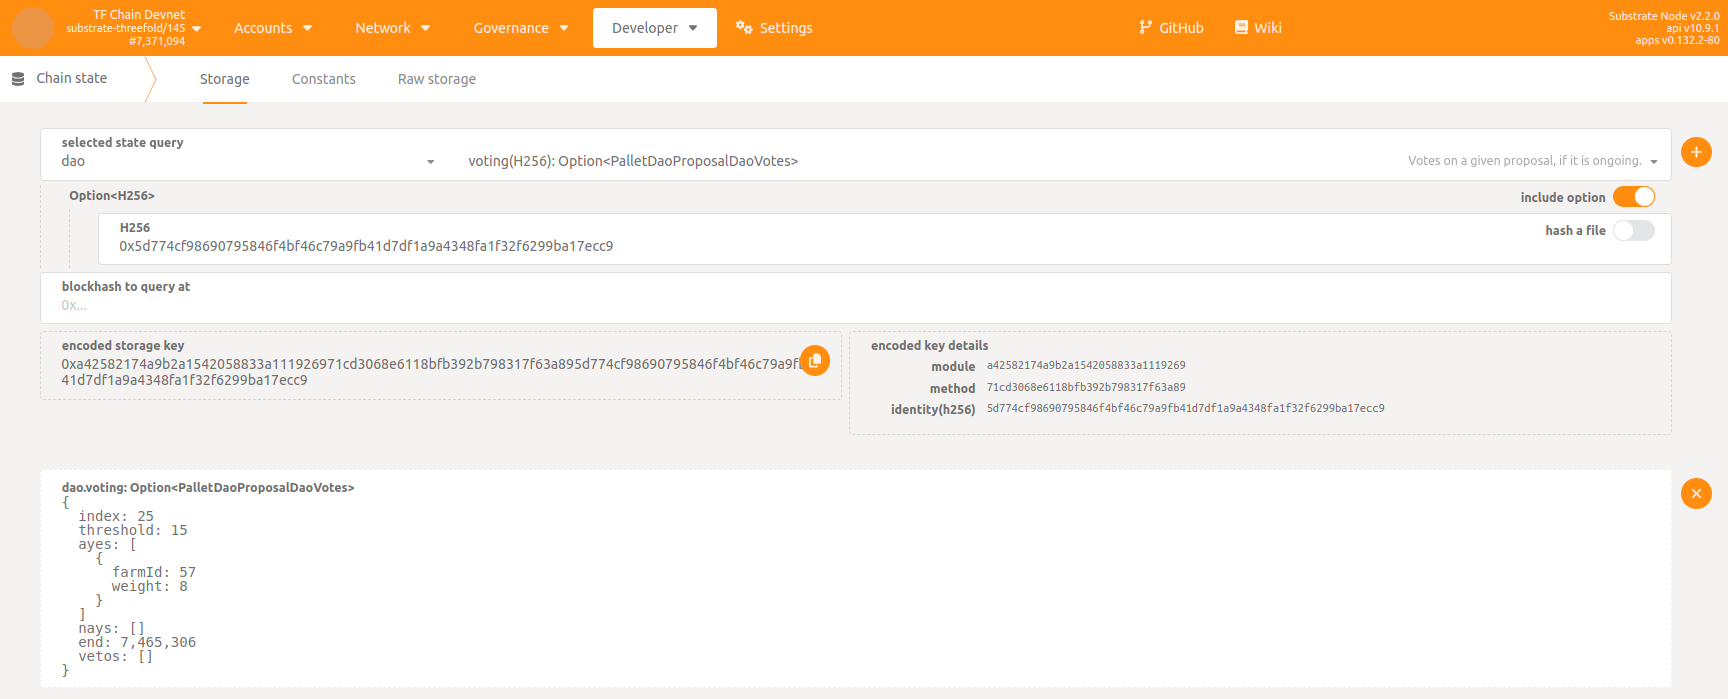 TF Chain Devnet
substrate-threefold/145
#7,371,094
Accounts
Network
Governance
Developer
Settings
GitHub
Wiki
Substrate Node v2.2.0
api v10.9.1
apps v0.132.2-80
Chain state
Storage
Constants
Raw storage
selected state query
dao
voting(H256): Option<PalletDaoProposalDaoVotes>
Votes on a given proposal, if it is ongoing.
Option<H256>
include option
H256
0x5d774cf98690795846f4bf46c79a9fb41d7df1a9a4348fa1f32f6299ba17ecc9
hash a file
blockhash to query at
0x...
encoded storage key
0xa42582174a9b2a1542058833a111926971cd3068e6118bfb392b798317f63a895d774cf98690795846f4bf46c79a9fb
41d7df1a9a4348fa1f32f6299ba17ecc9
encoded key details
module a42582174a9b2a1542058833a1119269
method 71cd3068e6118bfb392b798317f63a89
identity(h256) 5d774cf98690795846f4bf46c79a9fb41d7df1a9a4348fa1f32f6299ba17ecc9
dao.voting: Option<PalletDaoProposalDaoVotes>
{
index: 25
threshold: 15
ayes: [
{
farmId: 57
weight: 8
}
]
nays: []
end: 7,465,306
vetos: []
}